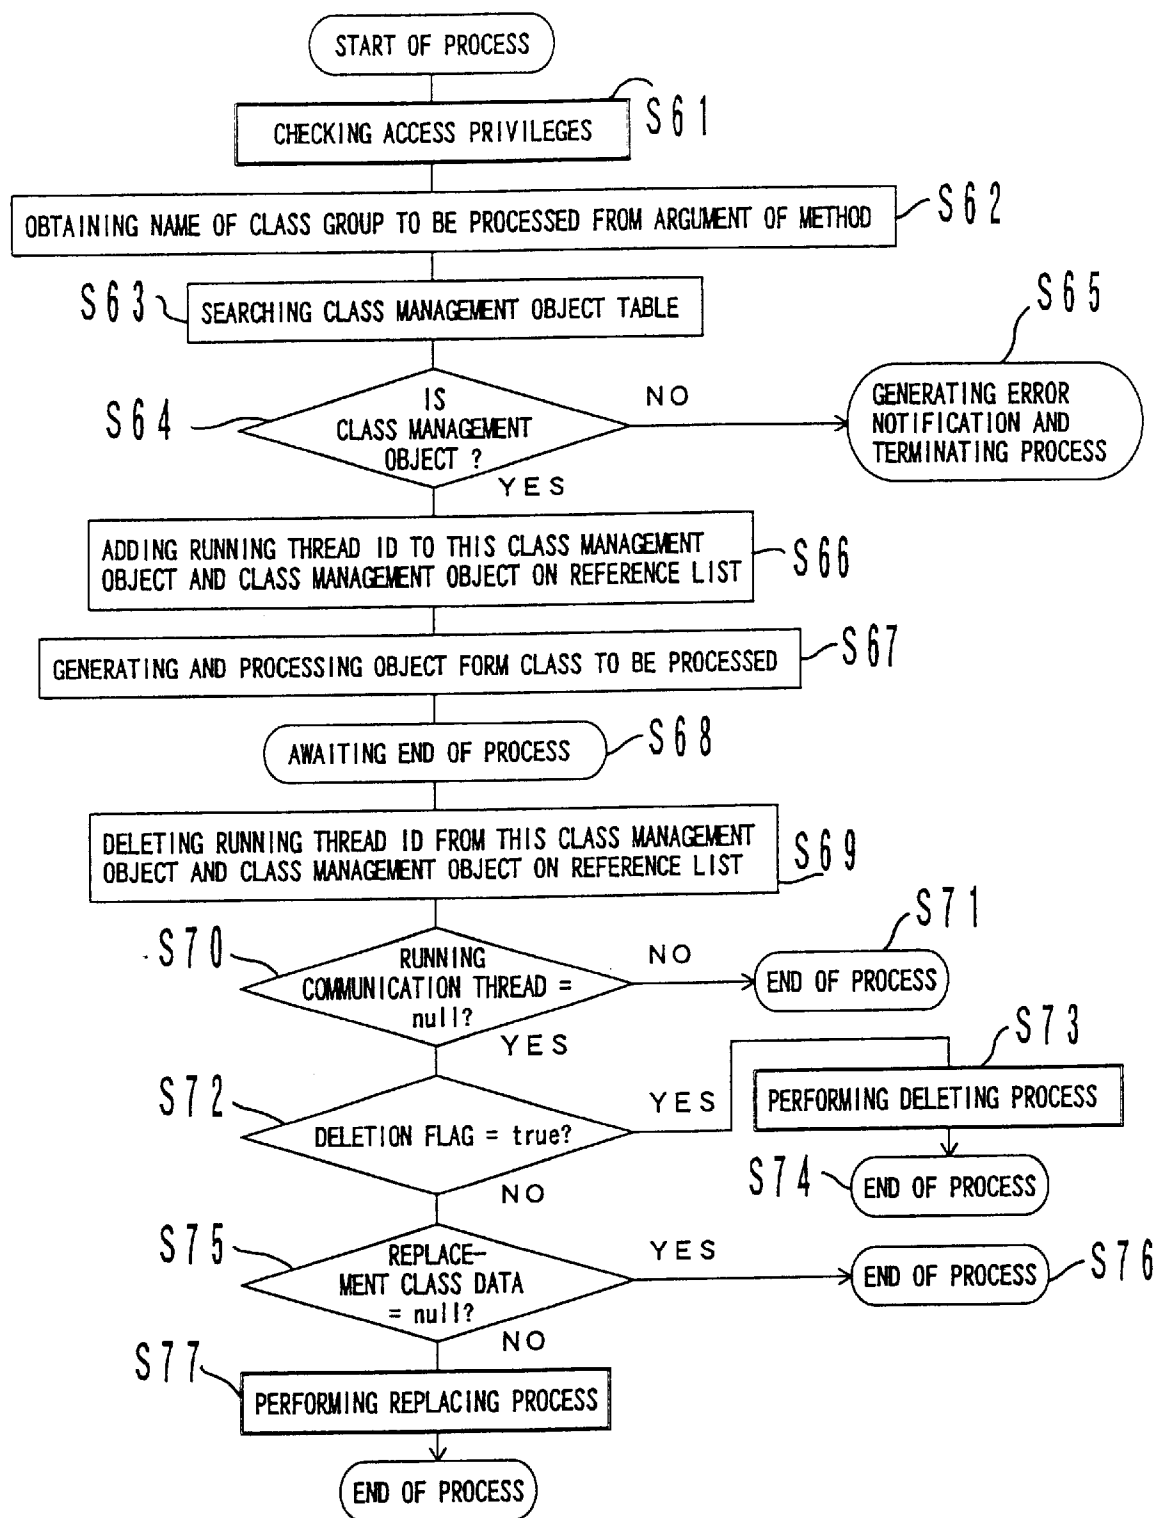 START OF PROCESS
CHECKING ACCESS PRIVILEGES
S61
OBTAINING NAME OF CLASS GROUP TO BE PROCESSED FROM ARGUMENT OF METHOD
S62
S63
SEARCHING CLASS MANAGEMENT OBJECT TABLE
S65
S64
IS
CLASS MANAGEMENT
OBJECT ?
NO
GENERATING ERROR
NOTIFICATION AND
TERMINATING PROCESS
YES
ADDING RUNNING THREAD ID TO THIS CLASS MANAGEMENT
OBJECT AND CLASS MANAGEMENT OBJECT ON REFERENCE LIST
S66
GENERATING AND PROCESSING OBJECT FORM CLASS TO BE PROCESSED
S67
AWAITING END OF PROCESS
S68
DELETING RUNNING THREAD ID FROM THIS CLASS MANAGEMENT
OBJECT AND CLASS MANAGEMENT OBJECT ON REFERENCE LIST
S69
S70
RUNNING
COMMUNICATION THREAD =
null?
NO
S71
END OF PROCESS
YES
S72
DELETION FLAG = true?
YES
S73
PERFORMING DELETING PROCESS
S74
END OF PROCESS
NO
S75
REPLACE-
MENT CLASS DATA
= null?
YES
END OF PROCESS
S76
NO
S77
PERFORMING REPLACING PROCESS
END OF PROCESS